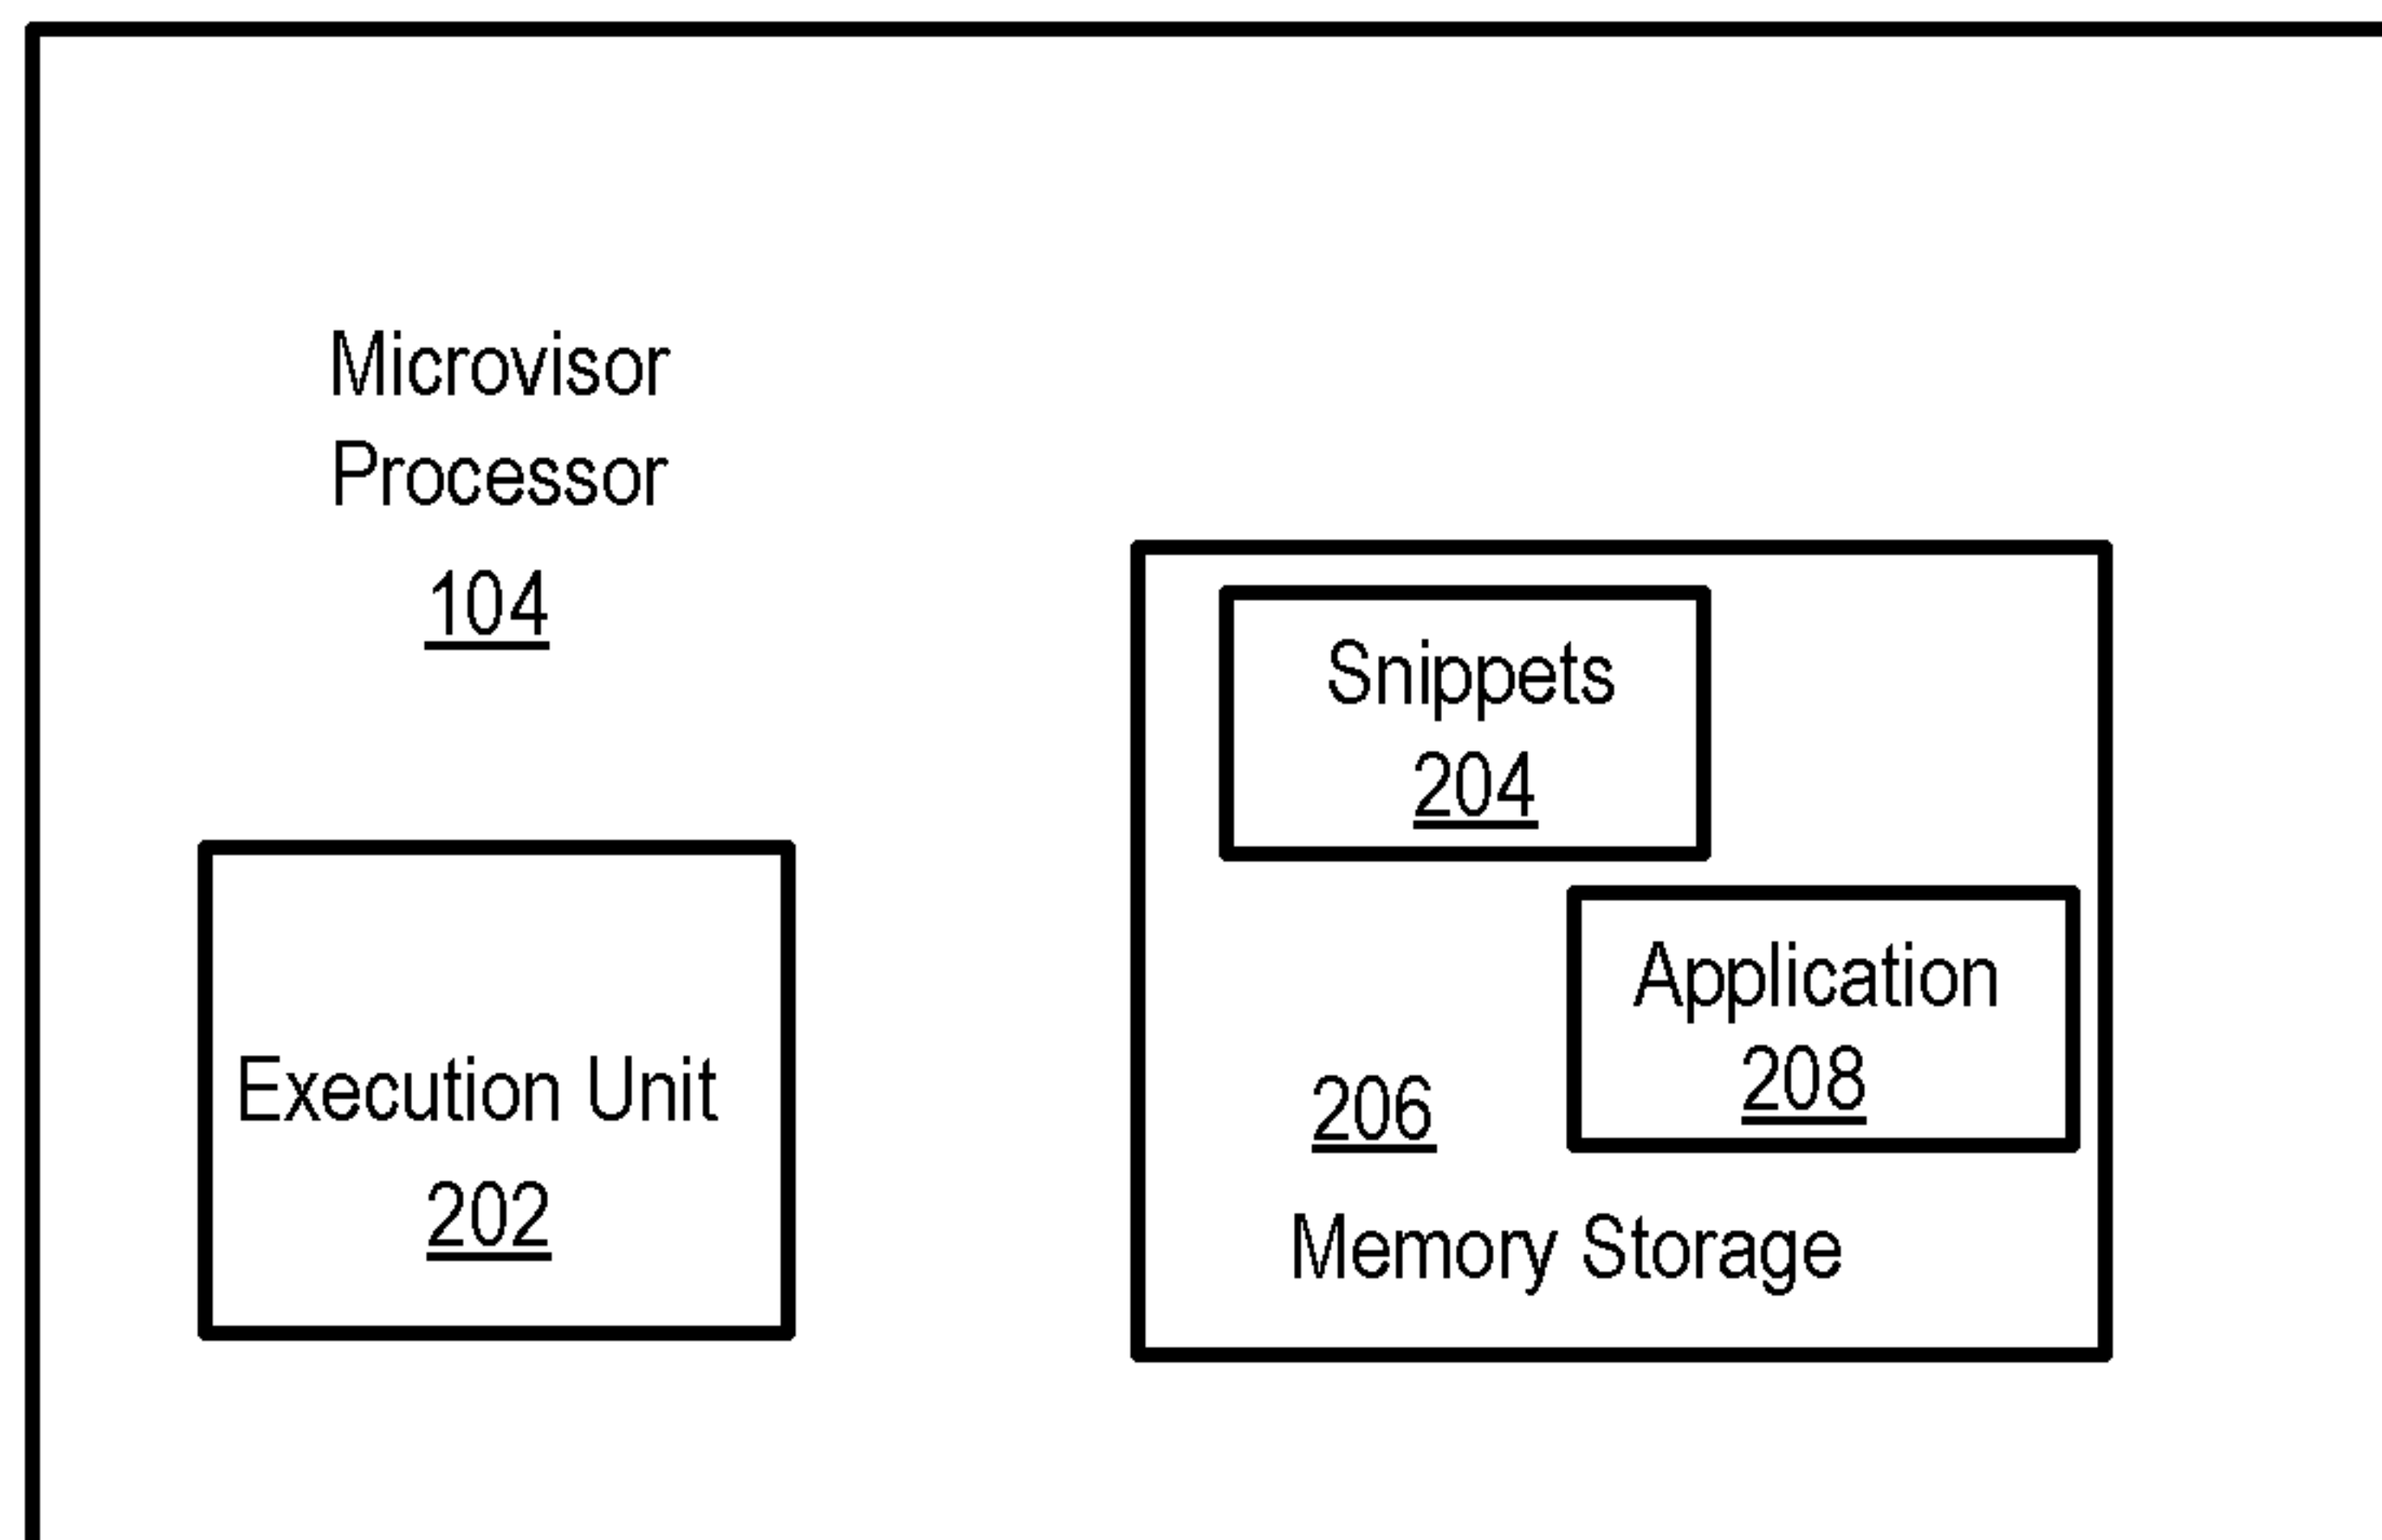 Microvisor
Processor
104
Execution Unit
202
Snippets
204
Application
208
206
Memory Storage